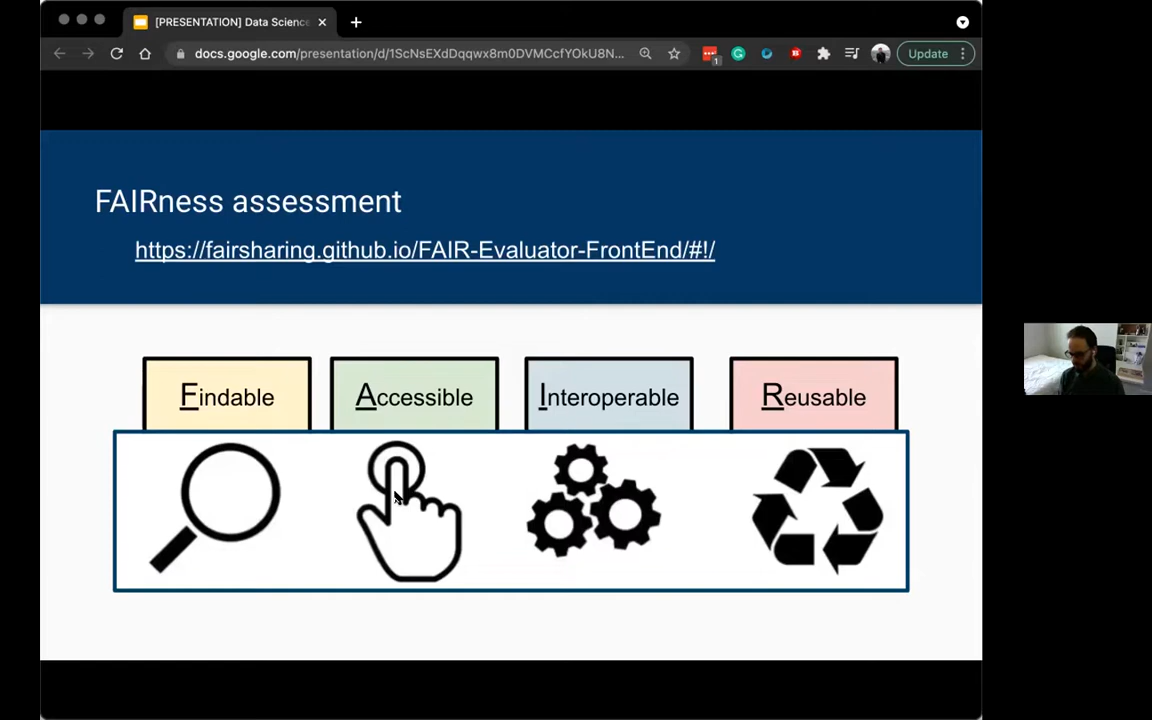 [PRESENTATION] Data Science
docs.google.com/presentation/d/1ScNsEXdDqqwx8m0DVMCcfYOkU8N...
1
Update
FAIRness assessment
https://fairsharing.github.io/FAIR-Evaluator-FrontEnd/#!/
Findable Accessible Interoperable Reusable